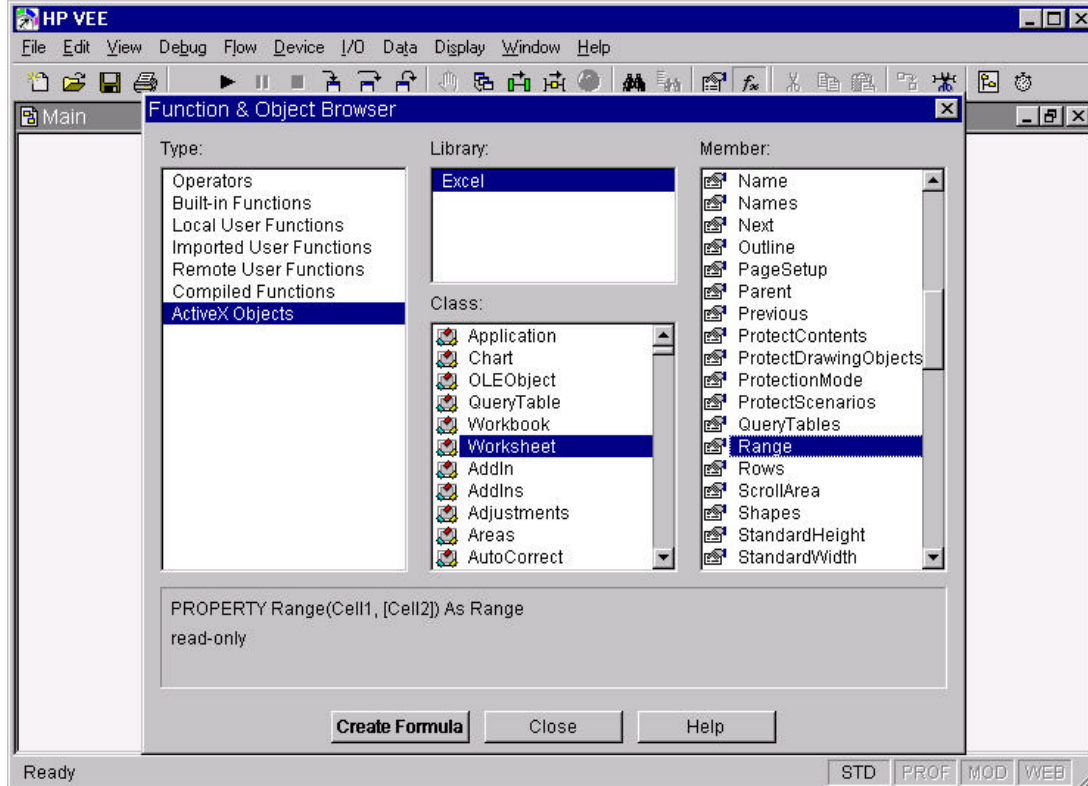 HP VEE
File Edit View Debug Flow Device I/O Data Display Window Help
Main
Function & Object Browser
Type:
Operators
Built-in Functions
Local User Functions
Imported User Functions
Remote User Functions
Compiled Functions
ActiveX Objects
Library:
Excel
Class:
Application
Chart
OLEObject
QueryTable
Workbook
Worksheet
AddIn
AddIns
Adjustments
Areas
AutoCorrect
Member:
Name
Names
Next
Outline
PageSetup
Parent
Previous
ProtectContents
ProtectDrawingObjects
ProtectionMode
ProtectScenarios
QueryTables
Range
Rows
ScrollArea
Shapes
StandardHeight
StandardWidth
PROPERTY Range(Cell1, [Cell2]) As Range
read-only
Create Formula Close Help
Ready STD PROF MOD WEB